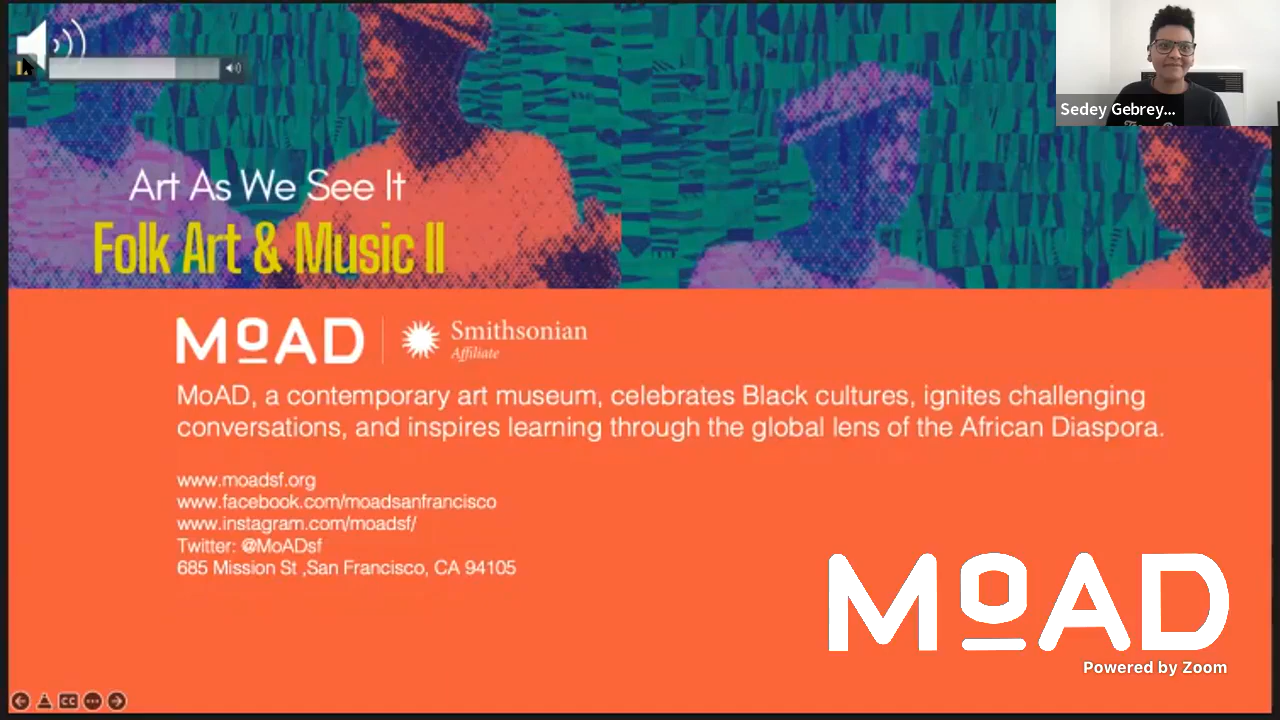 Sedey Gebrey...
Art As We See It
Folk Art & Music II
MOAD
Smithsonian
Affiliate
MoAD, a contemporary art museum, celebrates Black cultures, ignites challenging
conversations, and inspires learning through the global lens of the African Diaspora.
www.moadsf.org
www.facebook.com/moadsanfrancisco
www.instagram.com/moadsf/
Twitter: @MoADsf
685 Mission St ,San Francisco, CA 94105
MOAD
Powered by Zoom
CC